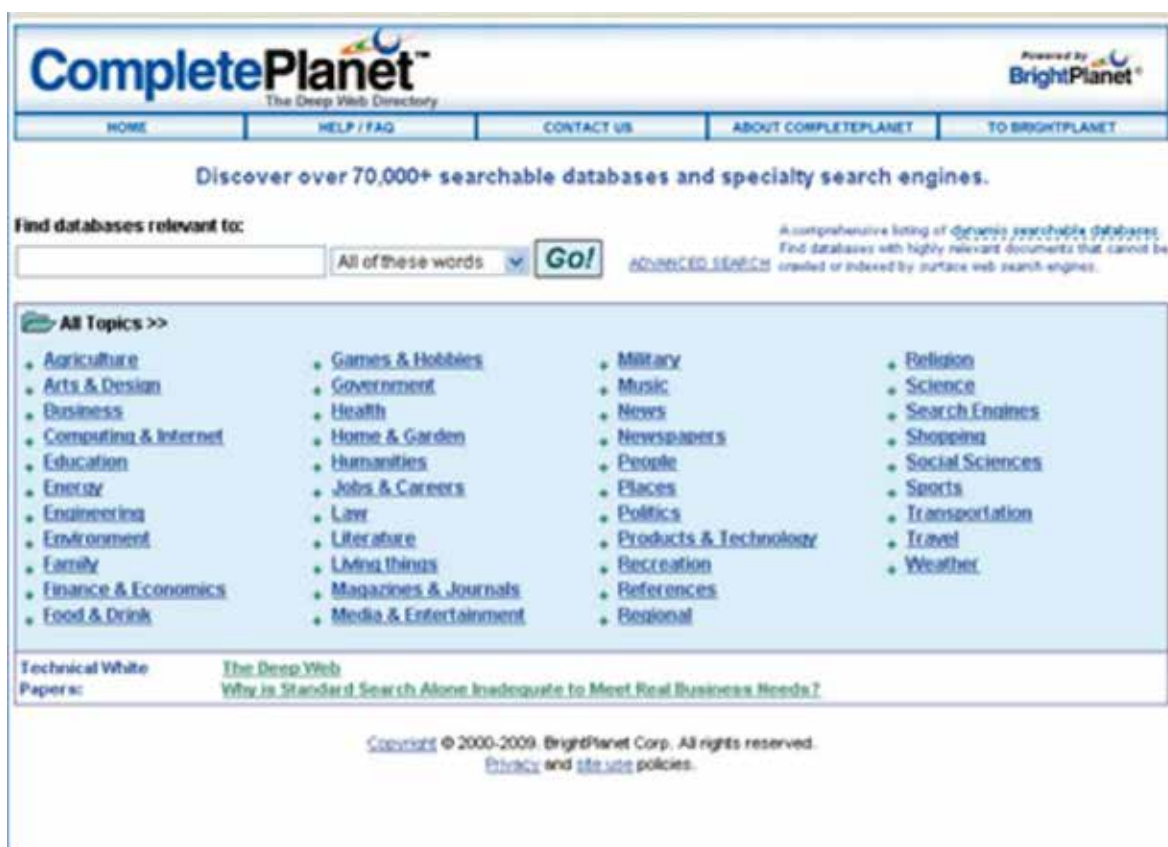 CompletePlanet™
The Deep Web Directory
Powered by
BrightPlanet®
HOME
HELP / FAQ
CONTACT US
ABOUT COMPLETEPLANET
TO BRIGHTPLANET
Discover over 70,000+ searchable databases and specialty search engines.
Find databases relevant to:
All of these words
Go!
ADVANCED SEARCH
A comprehensive listing of dynamic searchable databases.
Find databases with highly relevant documents that cannot be
crawled or indexed by surface web search engines.
All Topics >>
Agriculture
Arts & Design
Business
Computing & Internet
Education
Energy
Engineering
Environment
Family
Finance & Economics
Food & Drink
Games & Hobbies
Government
Health
Home & Garden
Humanities
Jobs & Careers
Law
Literature
Living things
Magazines & Journals
Media & Entertainment
Military
Music
News
Newspapers
People
Places
Politics
Products & Technology
Recreation
References
Regional
Religion
Science
Search Engines
Shopping
Social Sciences
Sports
Transportation
Travel
Weather
Technical White
Papers:
The Deep Web
Why is Standard Search Alone Inadequate to Meet Real Business Needs?
Copyright © 2000-2009. BrightPlanet Corp. All rights reserved.
Privacy and site use policies.